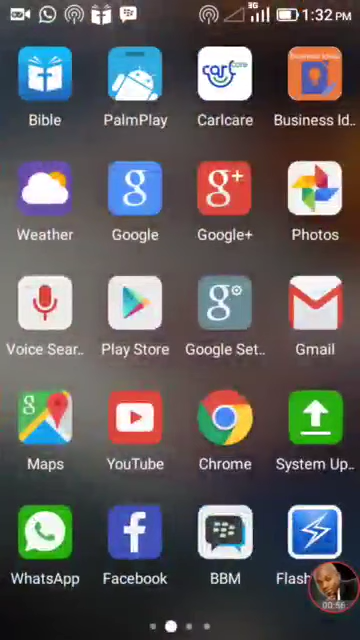 3G 1:32 PM
Bible PalmPlay Carlcare Business Id..
Weather Google Google+ Photos
Voice Sear.. Play Store Google Set.. Gmail
Maps YouTube Chrome System Up..
WhatsApp Facebook BBM Flash
00:56